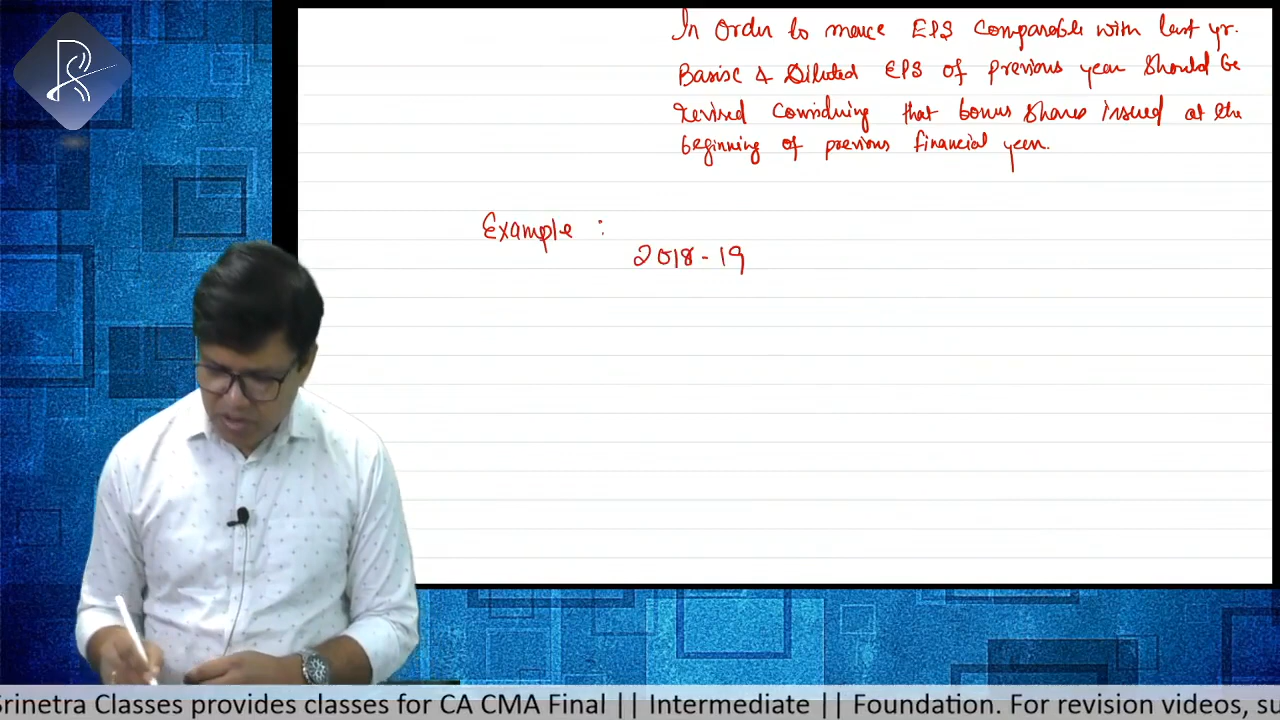 In Order to make EPS Comparable with last yr.
Basic & Diluted EPS of previous year should be
revised Considering that bonus shares issued at the
beginning of previous financial year.
Example :
2018-19
Srinetra Classes provides classes for CA CMA Final || Intermediate || Foundation. For revision videos, su